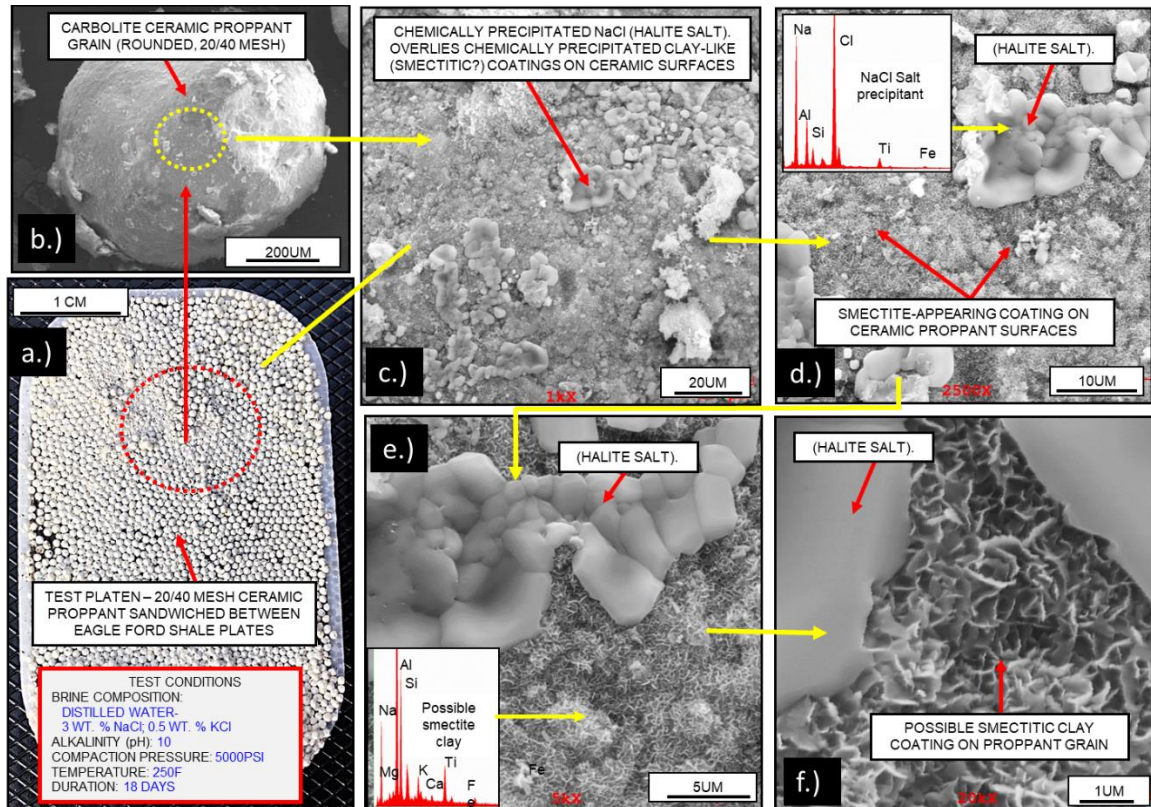 CARBOLITE CERAMIC PROPPANT
GRAIN (ROUNDED, 20/40 MESH)
b.)
200UM
1 CM
a.)
TEST PLATEN – 20/40 MESH CERAMIC
PROPPANT SANDWICHED BETWEEN
EAGLE FORD SHALE PLATES
TEST CONDITIONS
BRINE COMPOSITION:
DISTILLED WATER-
3 WT. % NaCl; 0.5 WT. % KCl
ALKALINITY (pH): 10
COMPACTION PRESSURE: 5000PSI
TEMPERATURE: 250F
DURATION: 18 DAYS
CHEMICALLY PRECIPITATED NaCl (HALITE SALT).
OVERLIES CHEMICALLY PRECIPITATED CLAY-LIKE
(SMECTITIC?) COATINGS ON CERAMIC SURFACES
c.)
1kX
20UM
Na
Cl
NaCl Salt
precipitant
Al
Si
Ti
Fe
(HALITE SALT).
SMECTITE-APPEARING COATING ON
CERAMIC PROPPANT SURFACES
d.)
2500X
10UM
e.)
(HALITE SALT).
Al
Si
Na
Possible
smectite
clay
Mg
K
Ca
Ti
F
e
Fe
5kX
5UM
(HALITE SALT).
POSSIBLE SMECTITIC CLAY
COATING ON PROPPANT GRAIN
f.)
20kX
1UM